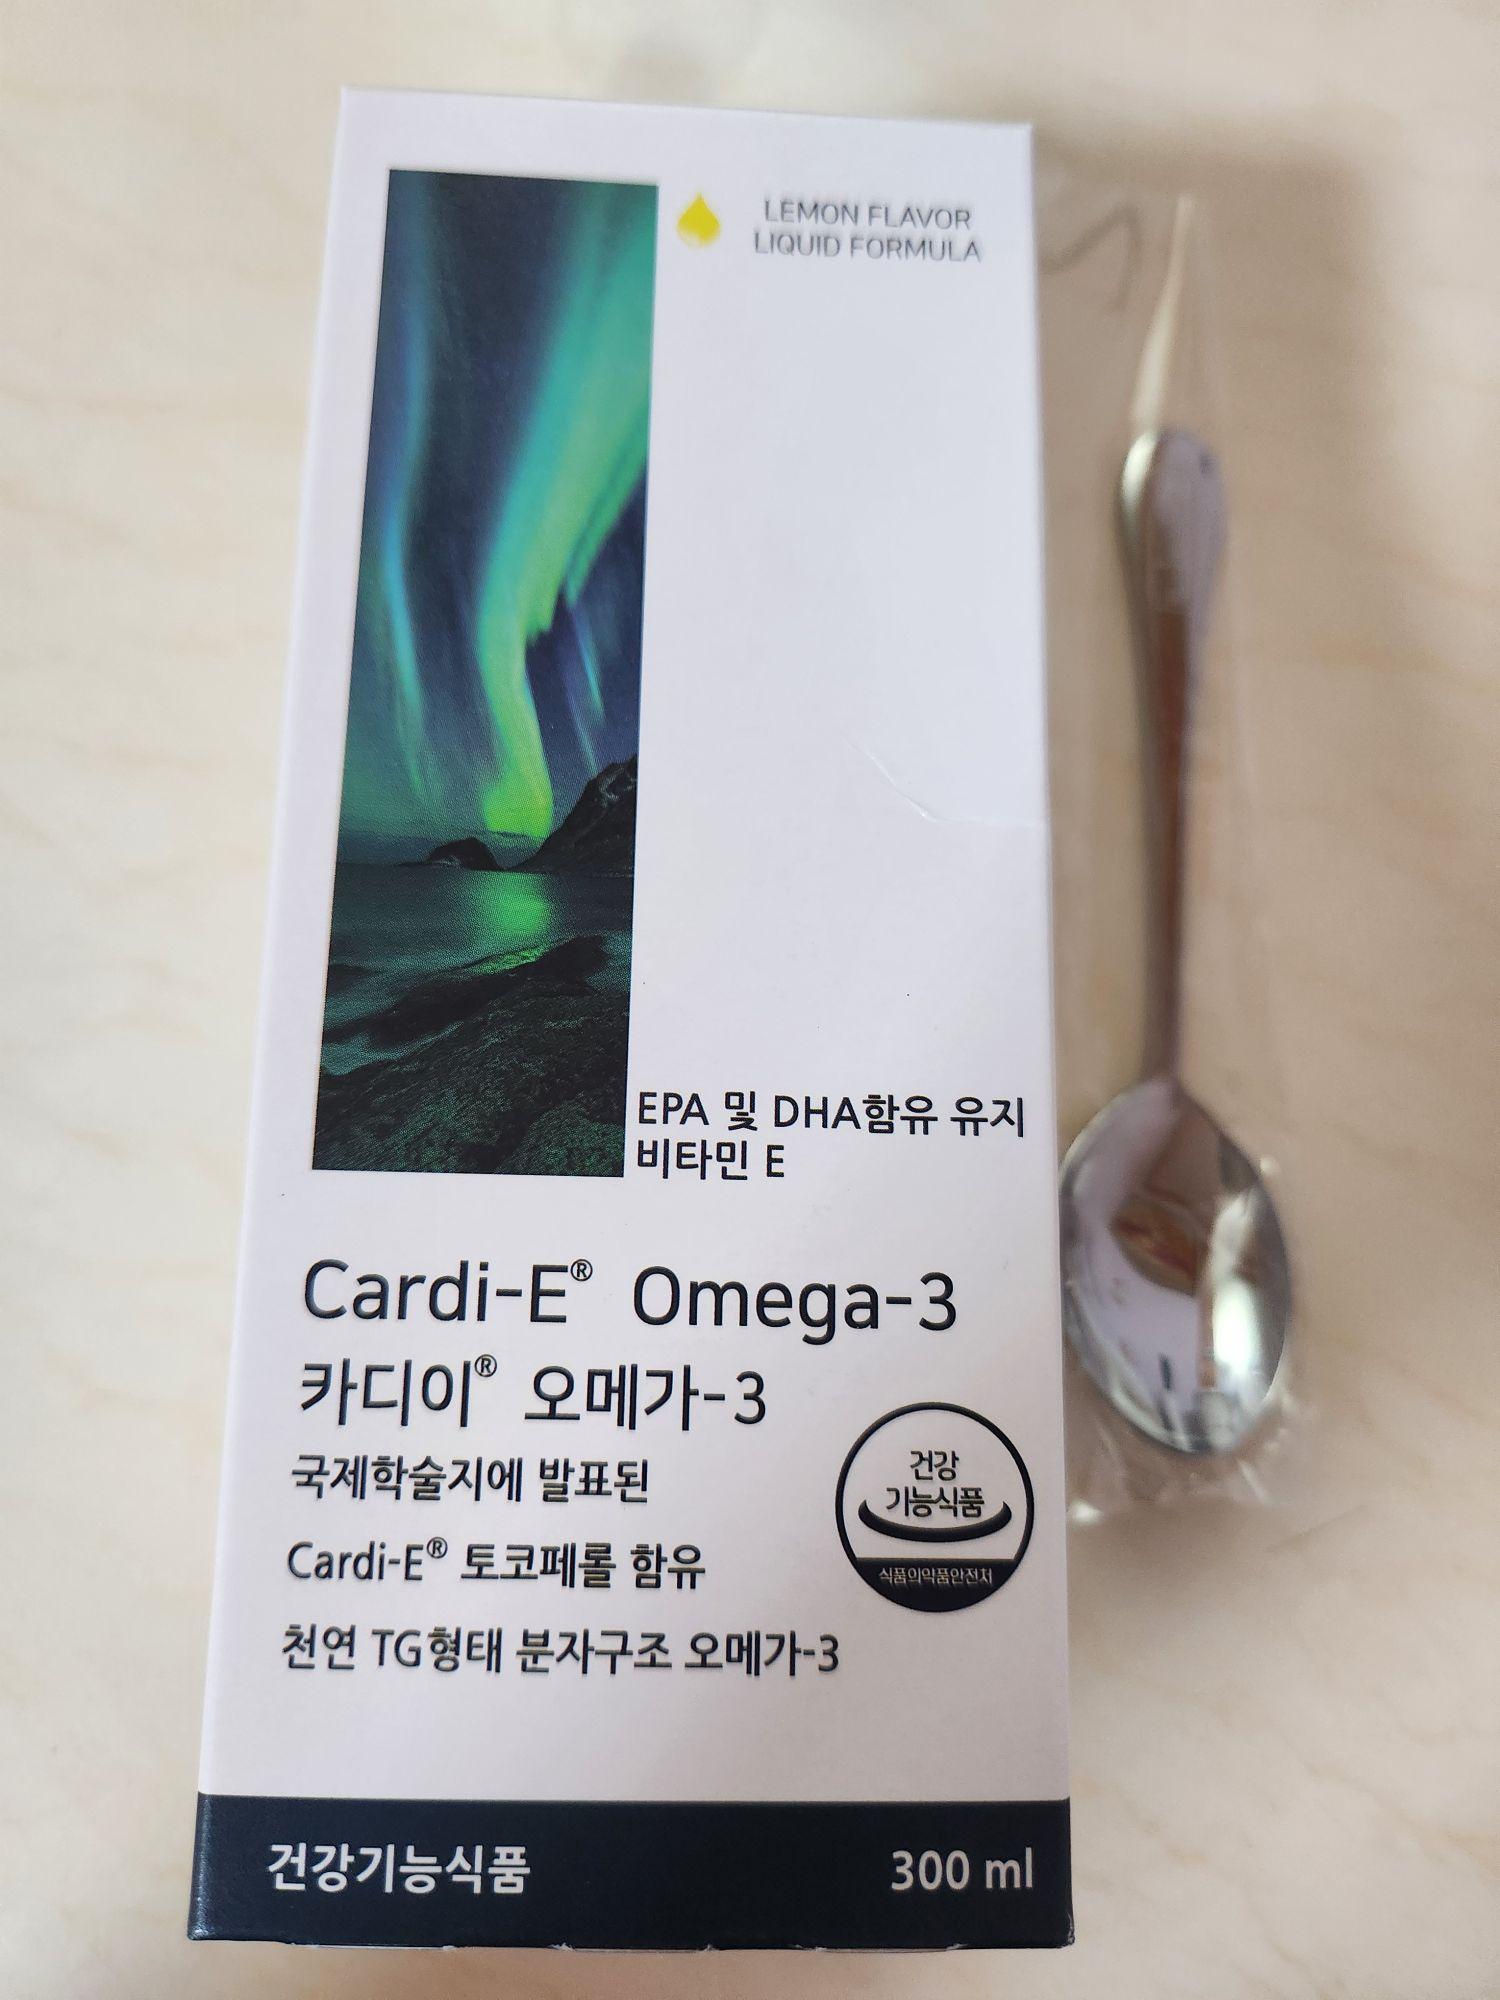 LEMON FLAVOR
LIQUID FORMULA
EPA 및 DHA함유 유지
비타민 E
Cardi-E® Omega-3
카디이® 오메가-3
국제학술지에 발표된
Cardi-E® 토코페롤 함유
천연 TG형태 분자구조 오메가-3
건강
기능식품
식품의약품안전처
건강기능식품
300 ml